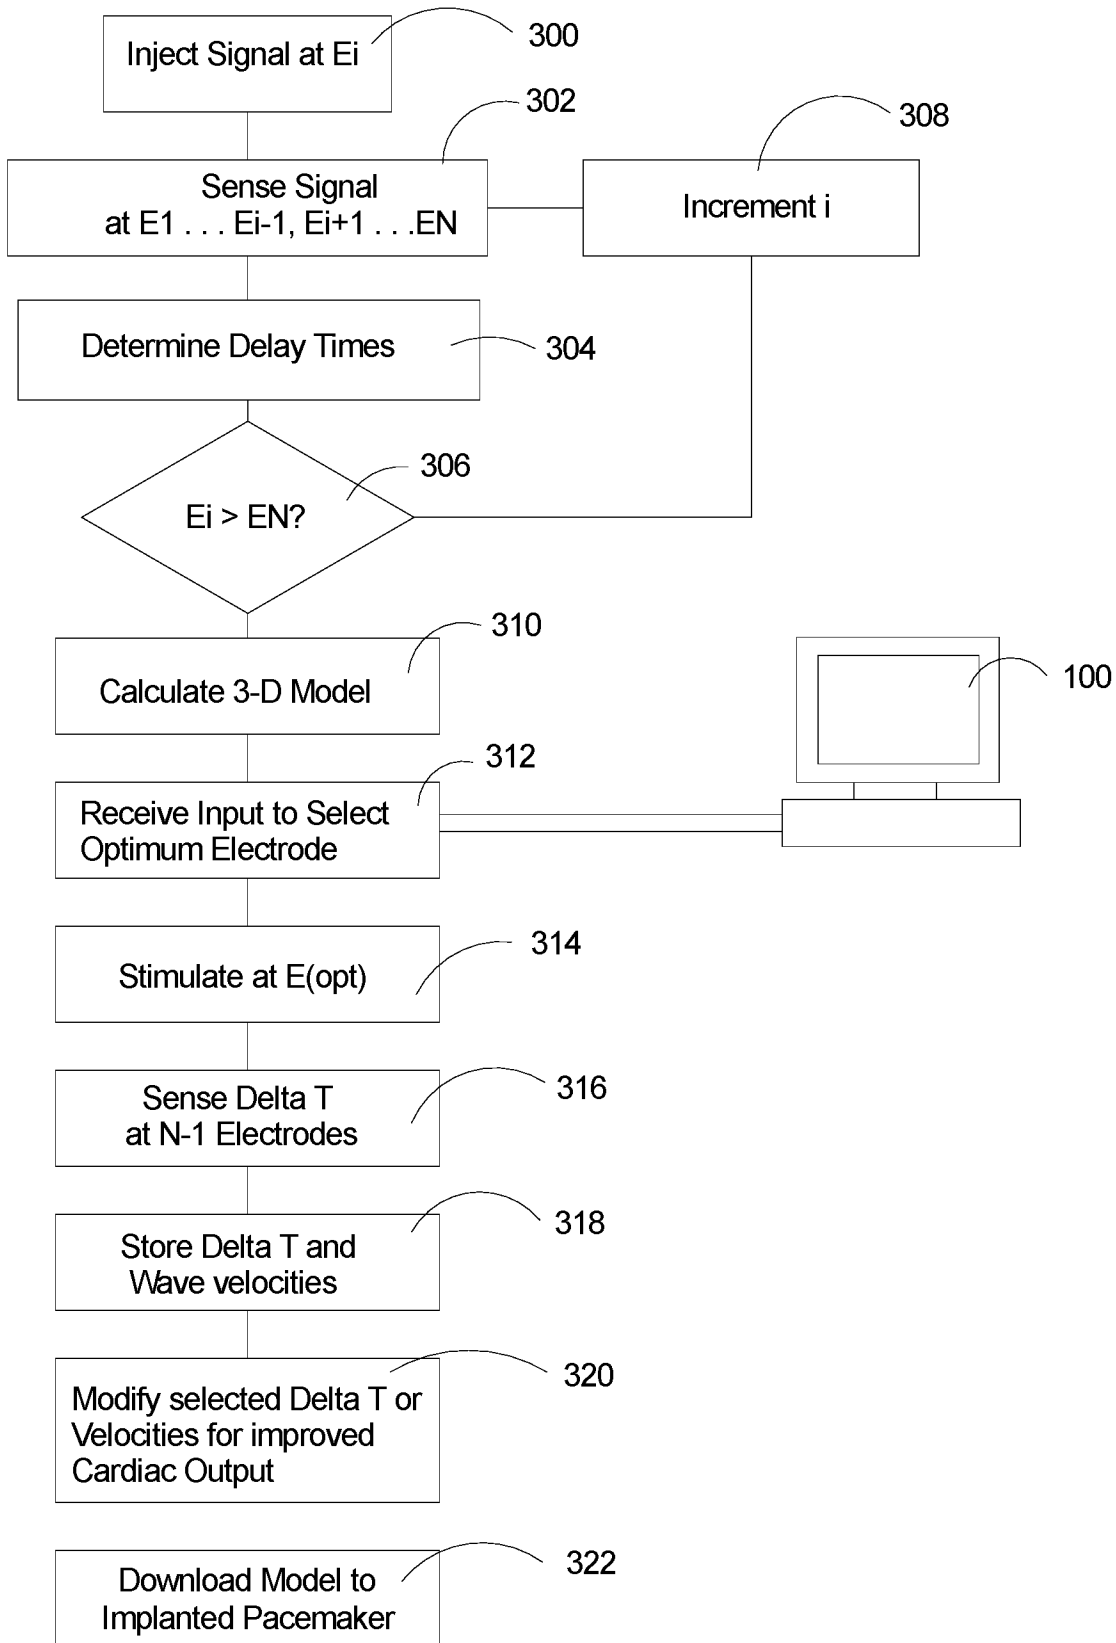 Inject Signal at Ei
300
302
Sense Signal
at E1 . . . Ei-1, Ei+1 . . .EN
308
Increment i
Determine Delay Times
304
306
Ei > EN?
310
Calculate 3-D Model
100
312
Receive Input to Select
Optimum Electrode
314
Stimulate at E(opt)
316
Sense Delta T
at N-1 Electrodes
318
Store Delta T and
Wave velocities
320
Modify selected Delta T or
Velocities for improved
Cardiac Output
322
Download Model to
Implanted Pacemaker